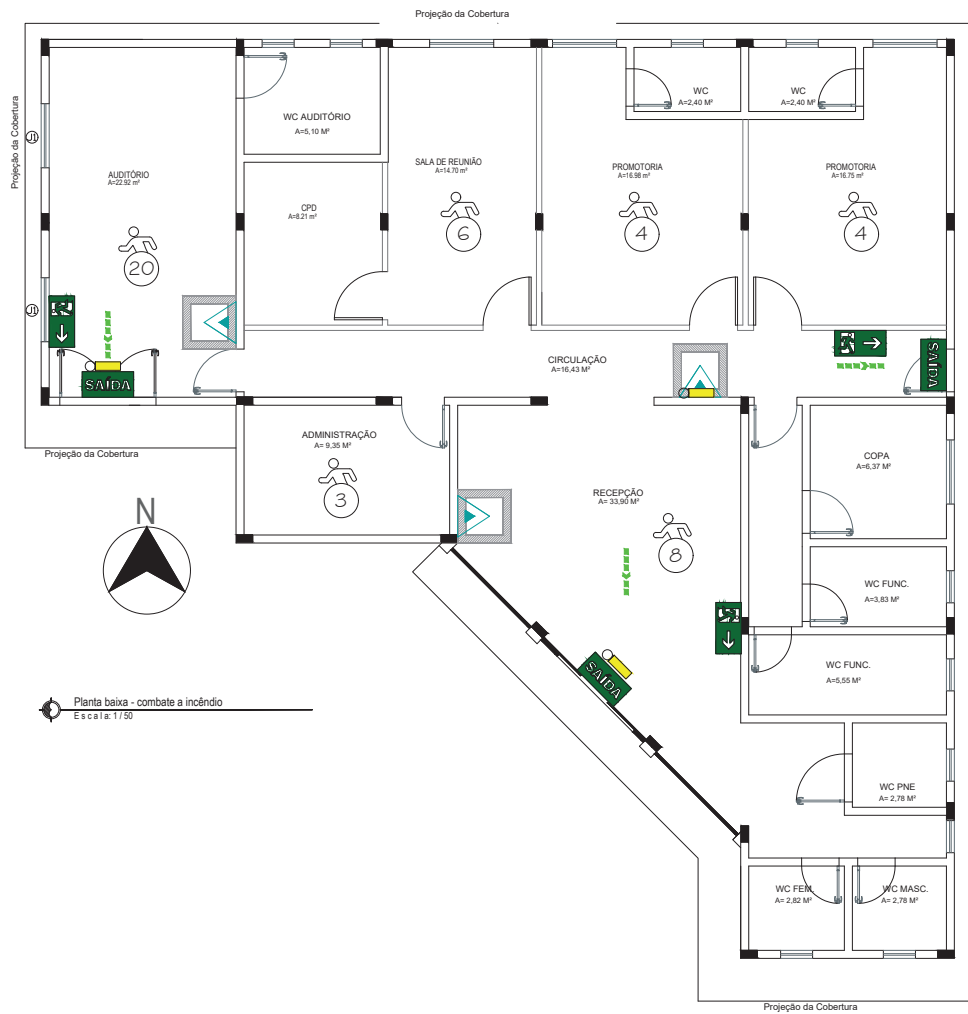 Projeção da Cobertura
Projeção da Cobertura
WC AUDITÓRIO
A=5,10 M²
WC
A=2,40 M²
WC
A=2,40 M²
J1
AUDITÓRIO
A=22.92 m²
SALA DE REUNIÃO
A=14.70 m²
PROMOTORIA
A=16.98 m²
PROMOTORIA
A=16.75 m²
CPD
A=8.21 m²
20
6
4
4
J1
SAÍDA
CIRCULAÇÃO
A=16,43 M²
SAÍDA
Projeção da Cobertura
ADMINISTRAÇÃO
A= 9,35 M²
3
RECEPÇÃO
A= 33,90 M²
8
COPA
A=6,37 M²
N
WC FUNC.
A=3,83 M²
WC FUNC.
A=5,55 M²
SAÍDA
Planta baixa - combate a incêndio
Escala: 1 / 50
WC PNE
A= 2,78 M²
WC FEM.
A= 2,82 M²
WC MASC.
A= 2,78 M²
Projeção da Cobertura